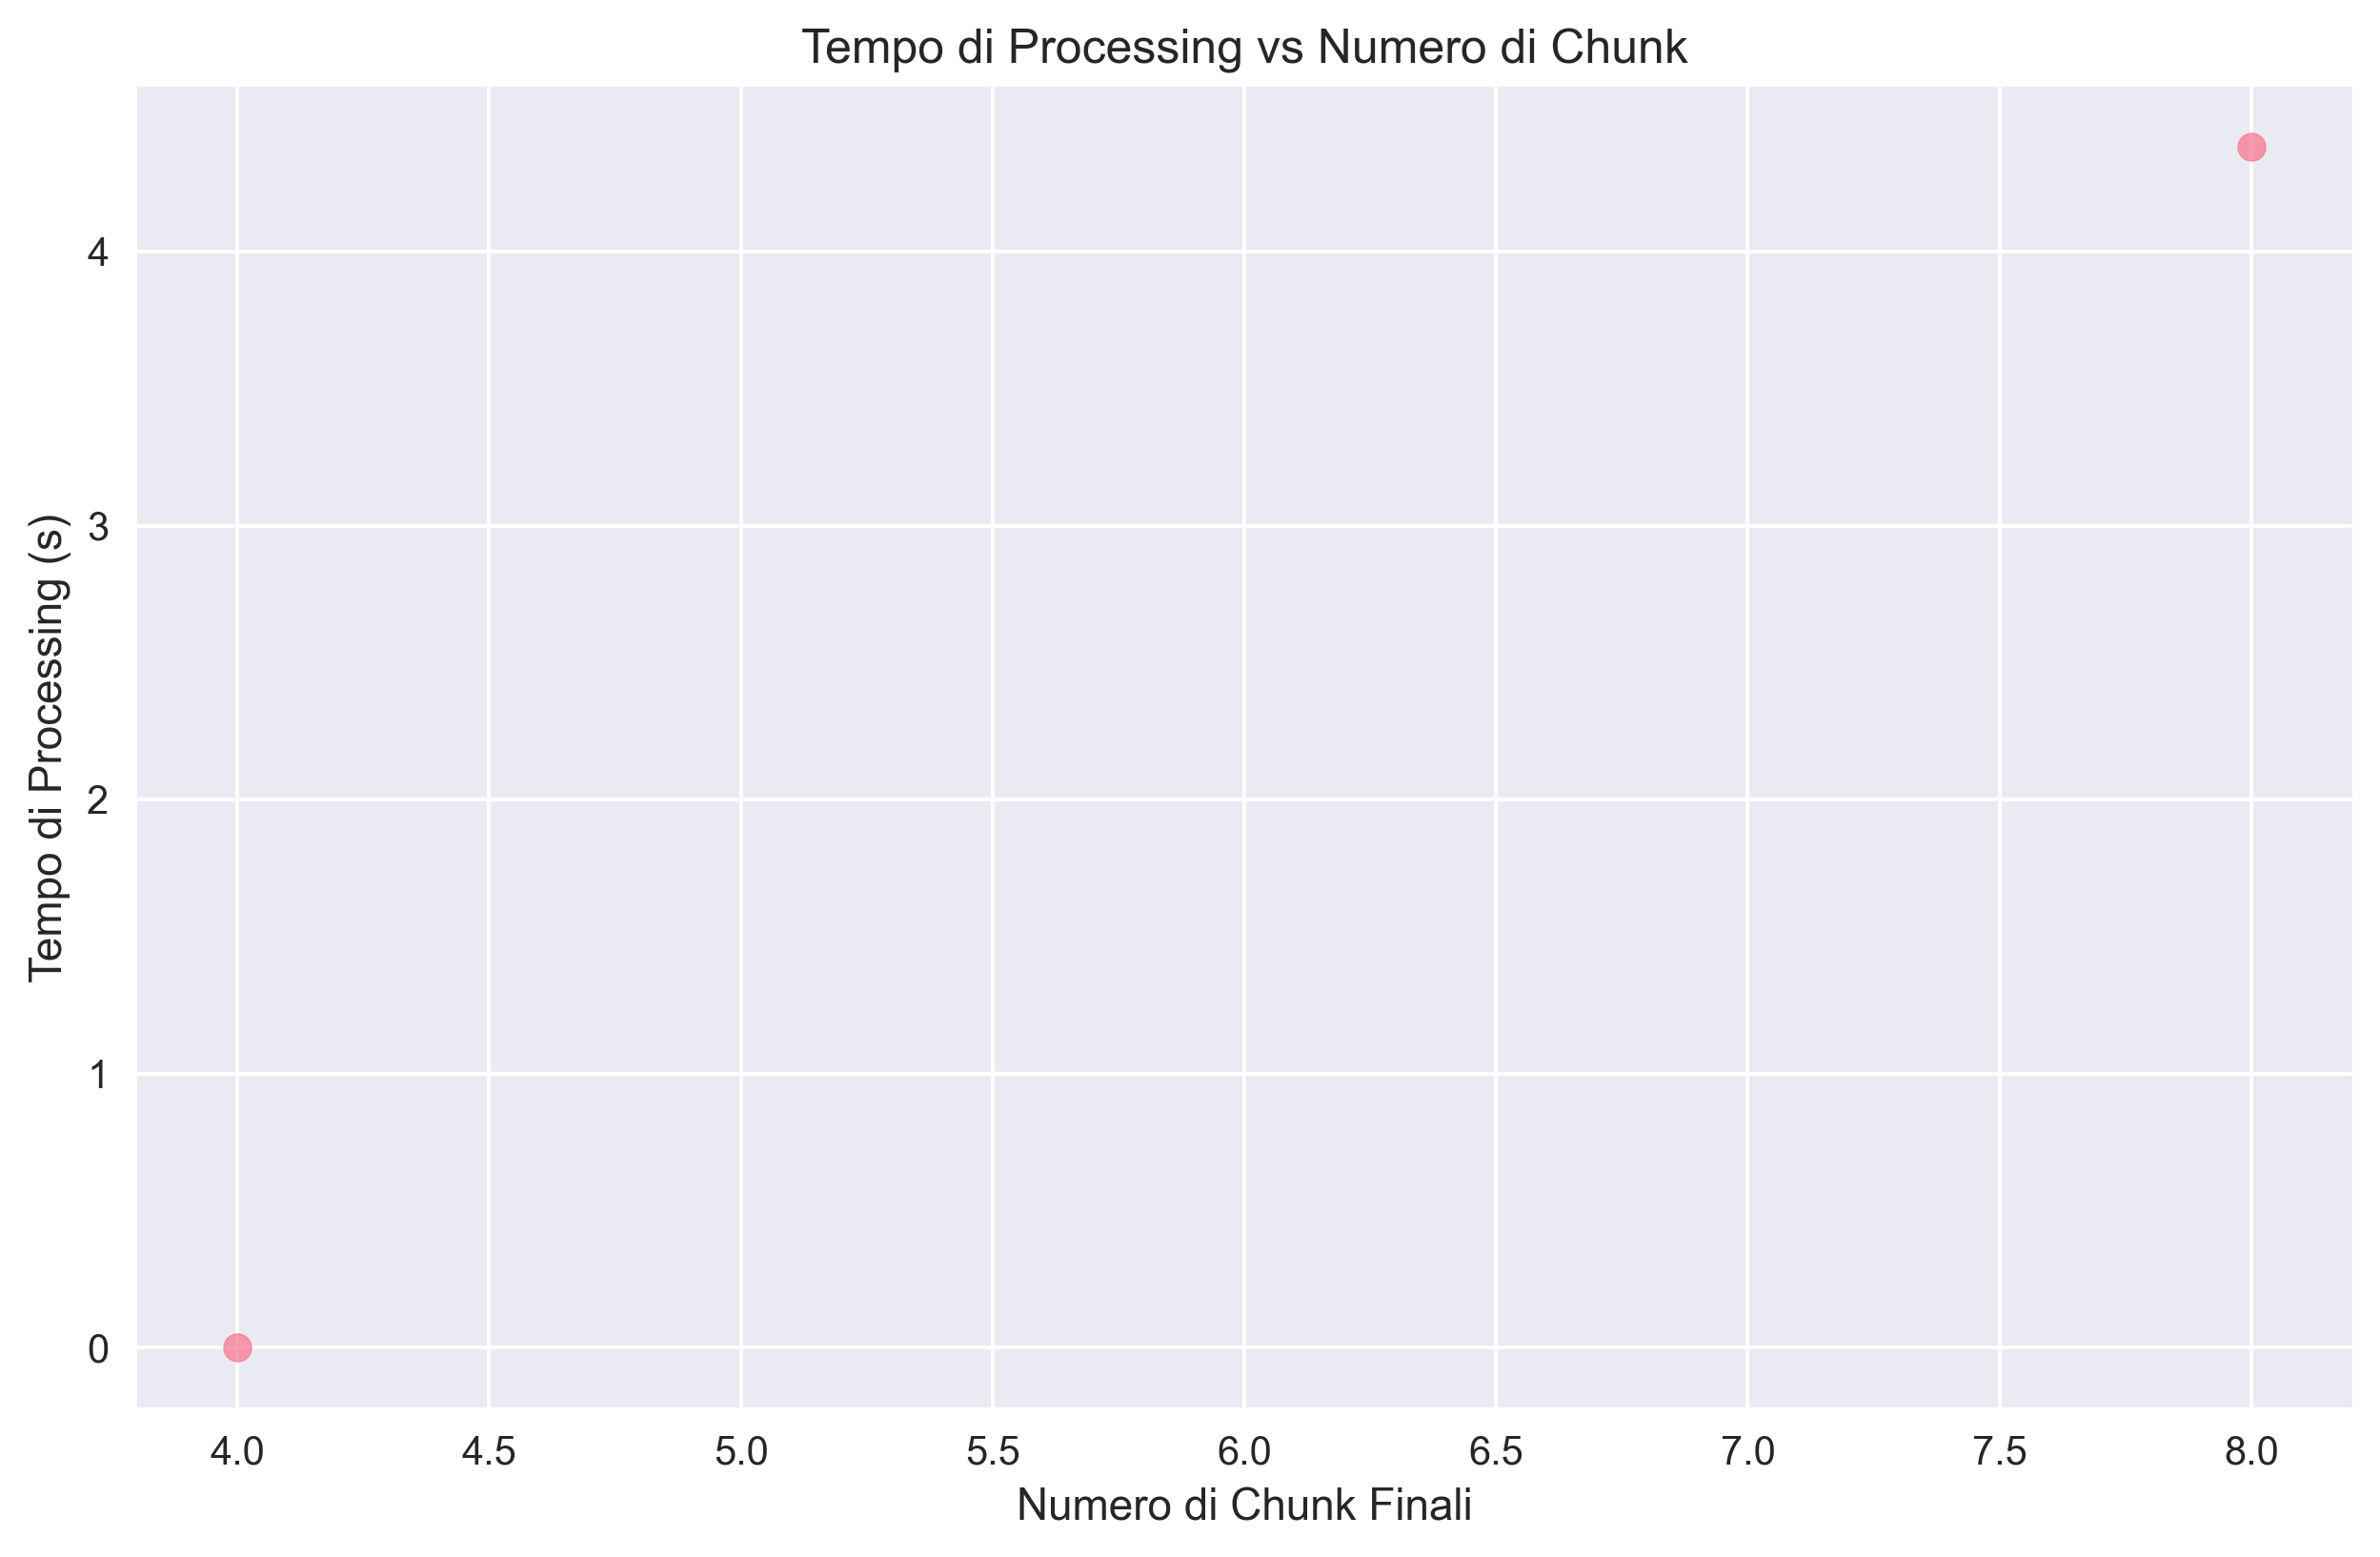 Tempo di Processing vs Numero di Chunk
Tempo di Processing (s)
4
3
2
1
0
4.0 4.5 5.0 5.5 6.0 6.5 7.0 7.5 8.0
Numero di Chunk Finali